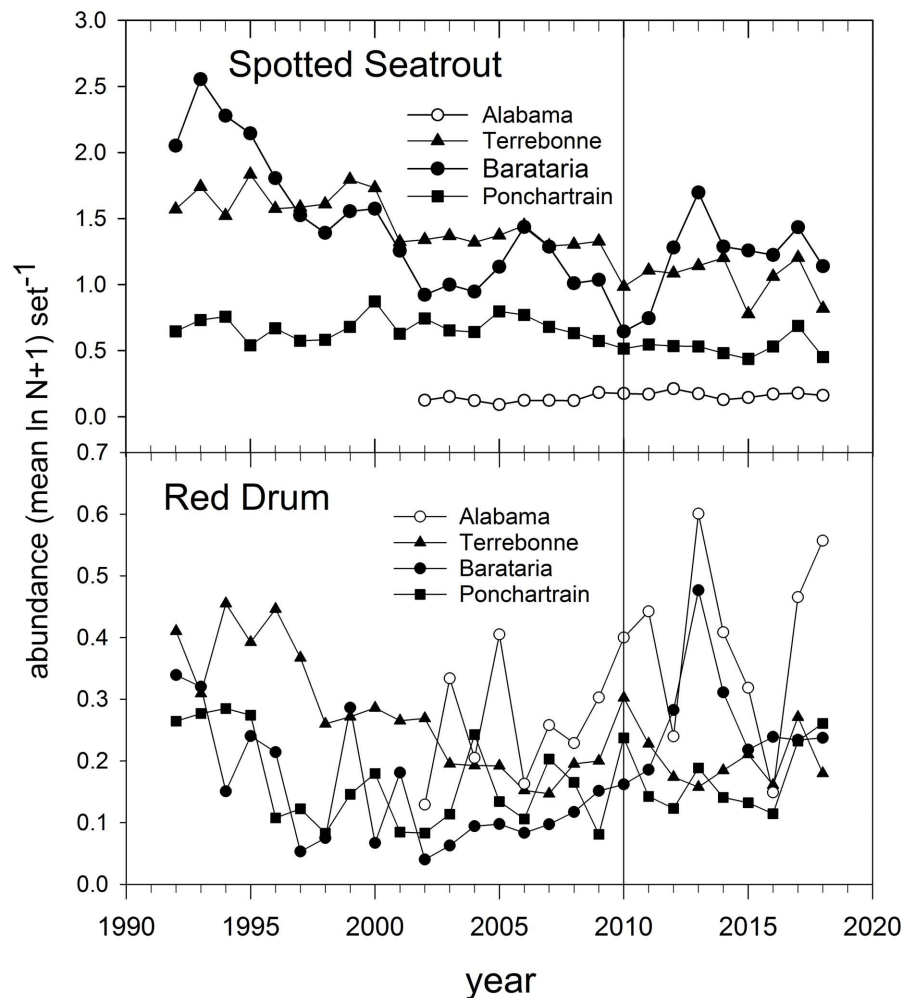 3.0
Spotted Seatrout
2.5
Alabama
Terrebonne
2.0
Barataria
Ponchartrain
1.5
1.0
0.5
0.0
abundance (mean ln N+1) set-1
0.7
Red Drum
0.6
Alabama
Terrebonne
0.5
Barataria
Ponchartrain
0.4
0.3
0.2
0.1
0.0
1990 1995 2000 2005 2010 2015 2020
year